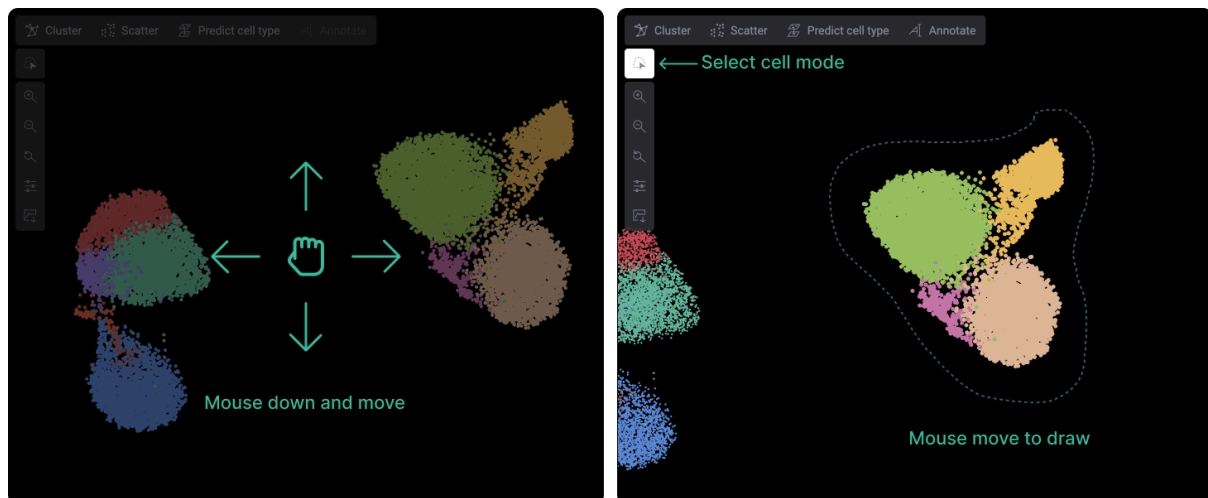 Cluster Scatter Predict cell type Annotate
Mouse down and move
Cluster Scatter Predict cell type Annotate
Select cell mode
Mouse move to draw